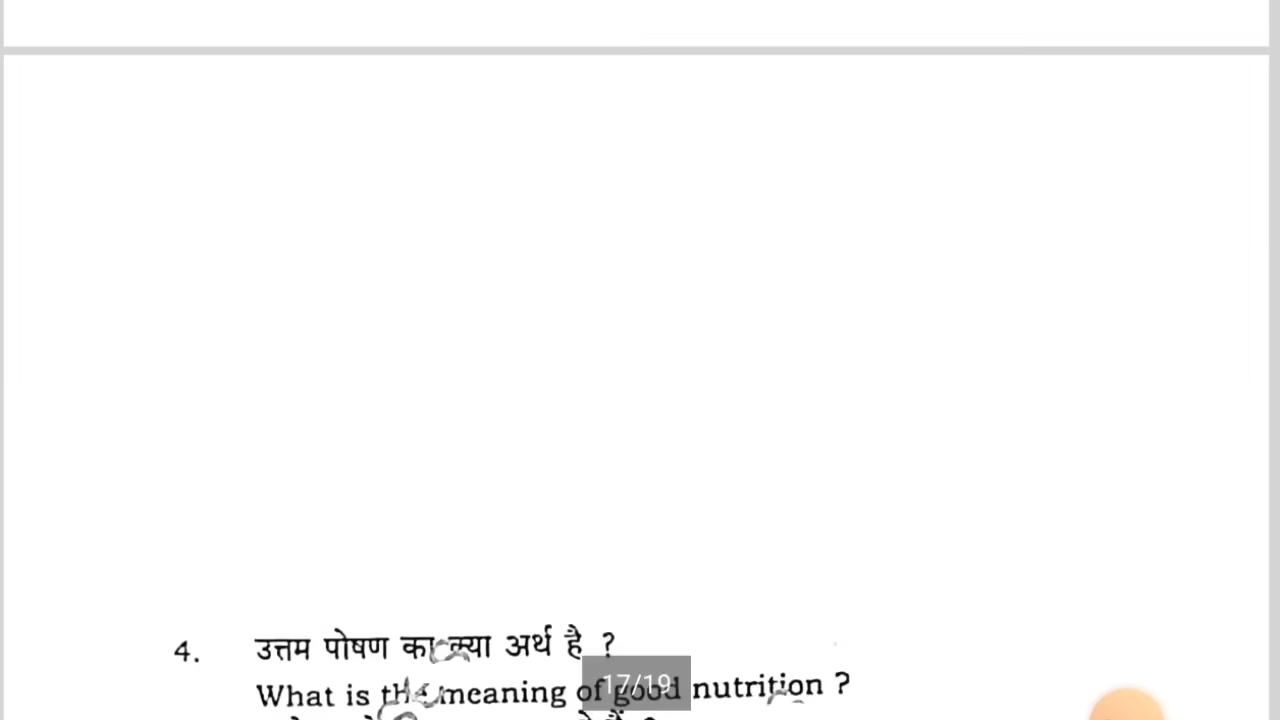 4. उत्तम पोषण का क्या अर्थ है ?
What is the meaning of good nutrition ?
17/19